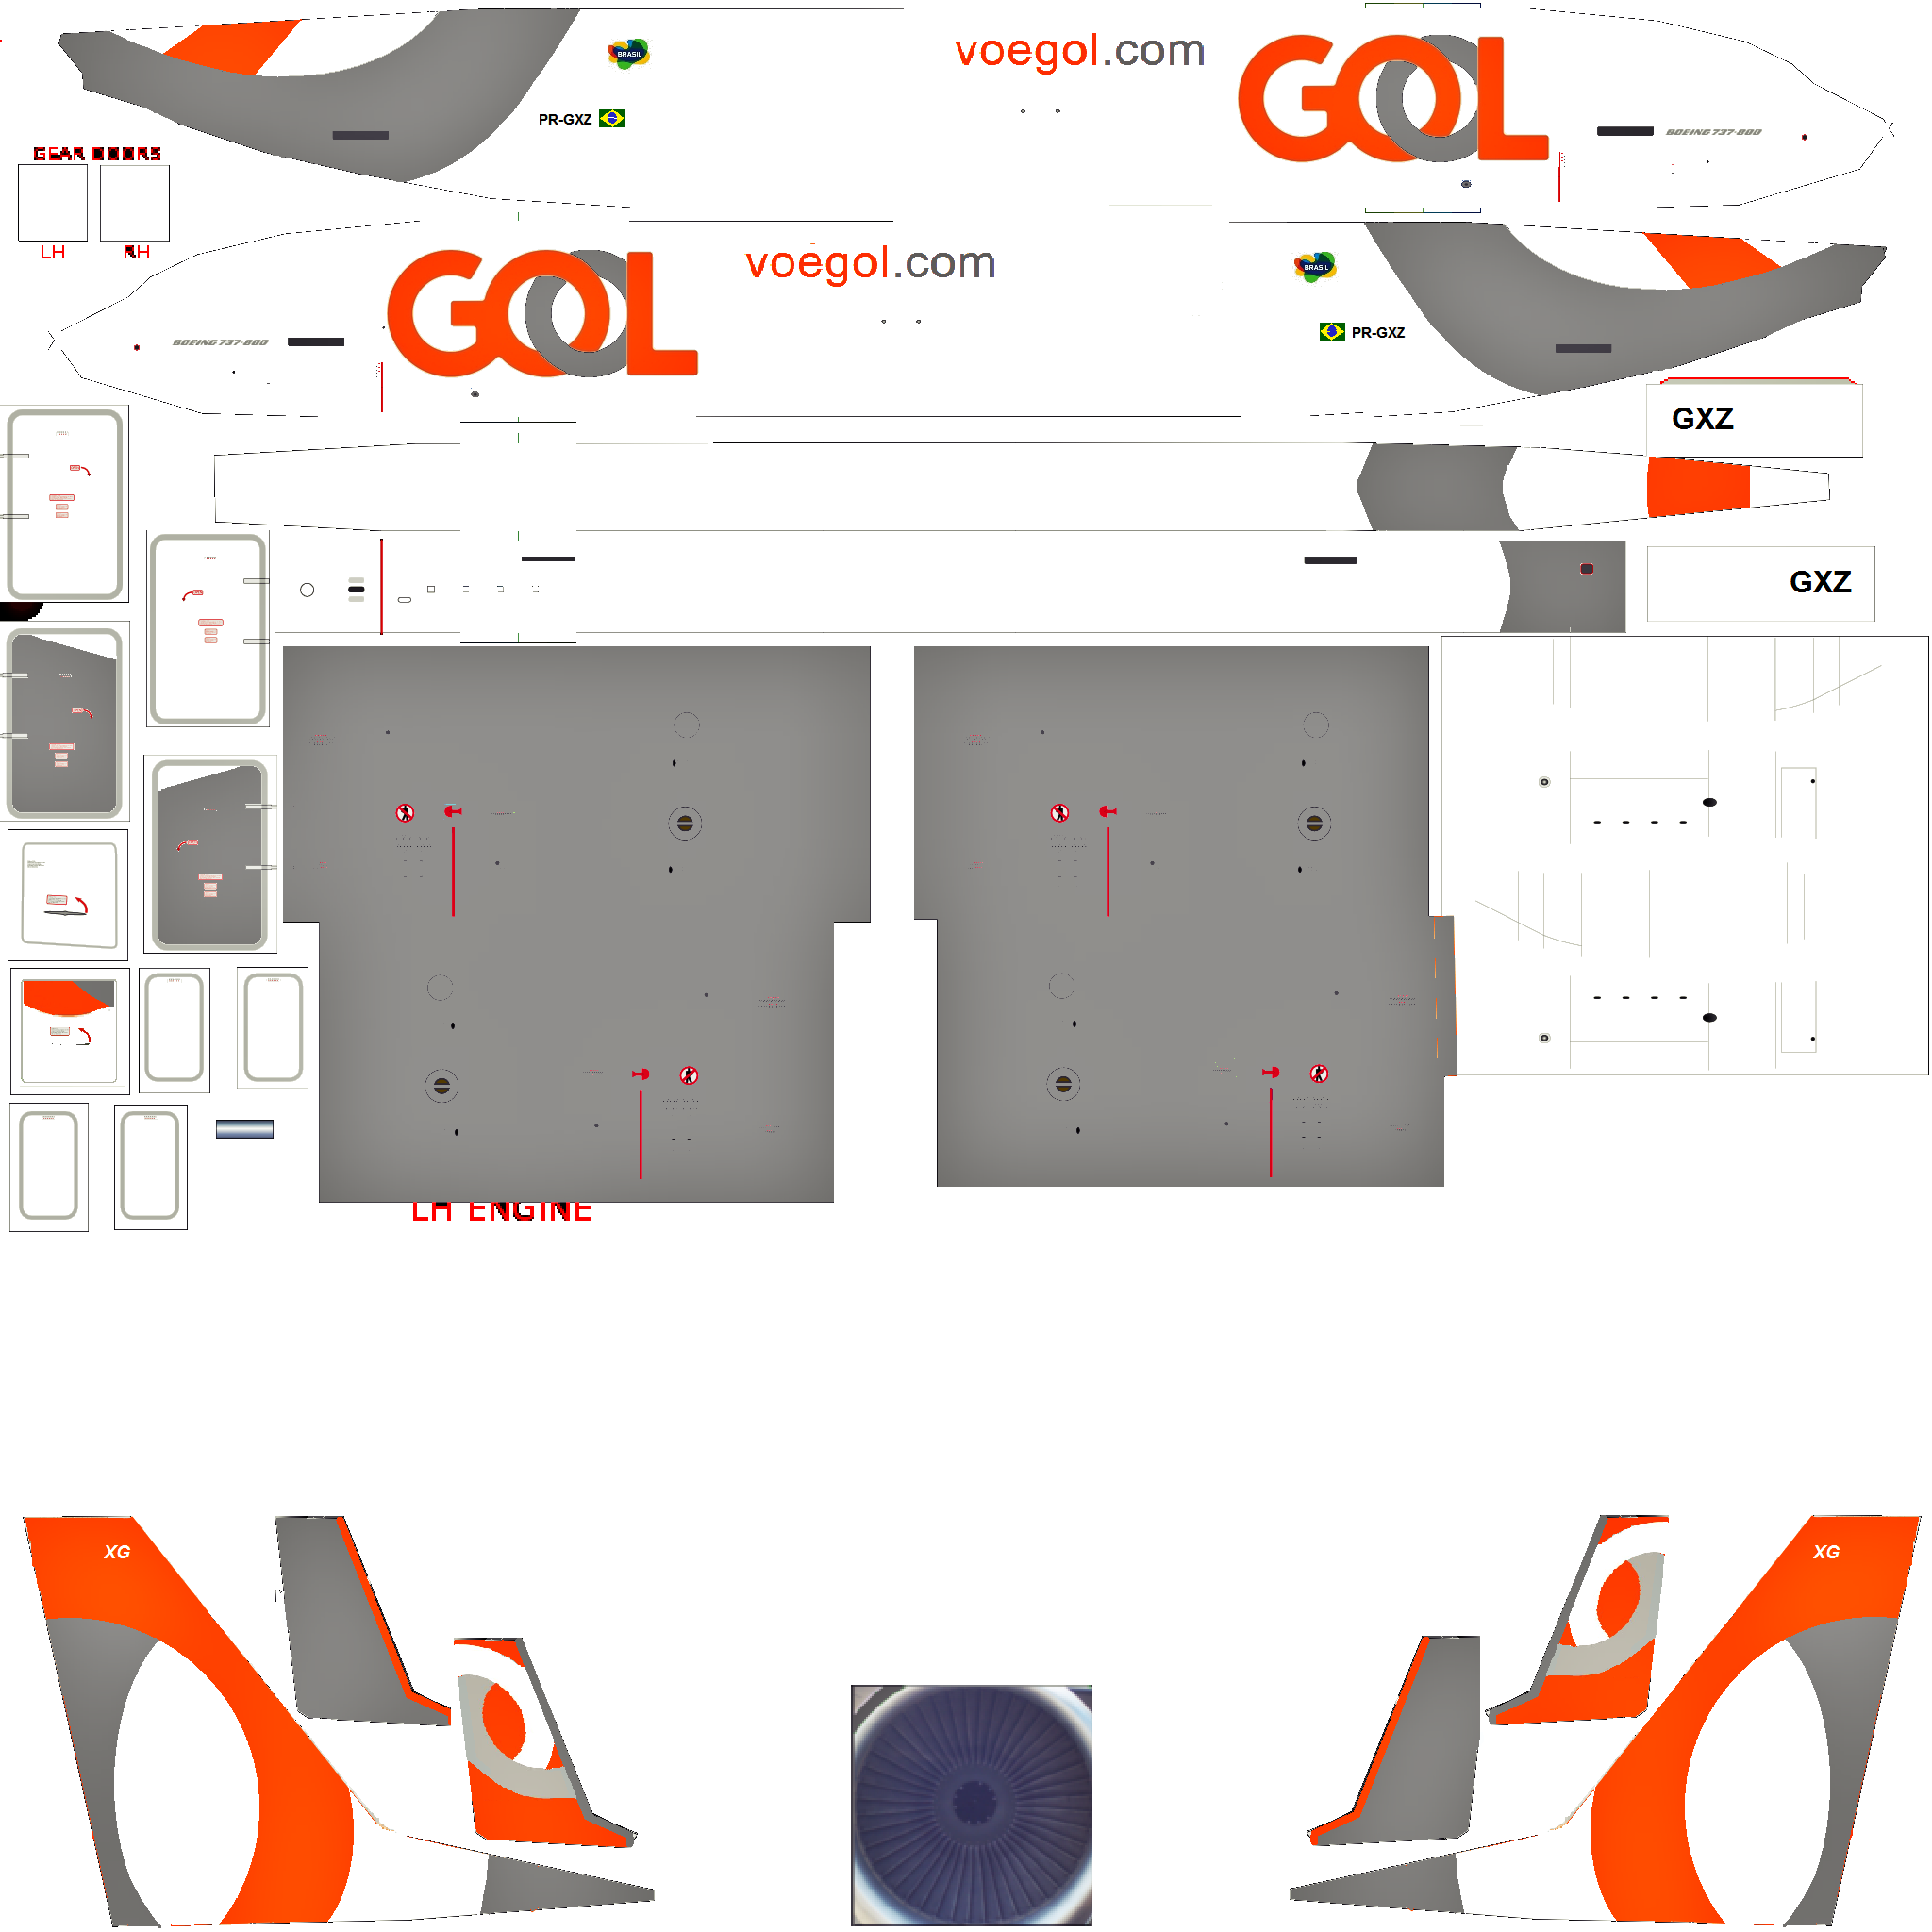 voegol.com
GOL
BRASIL
PR-GXZ
BOEING 737-800
GEAR DOORS
LH
RH
GOL
voegol.com
BRASIL
BOEING 737-800
PR-GXZ
GXZ
GXZ
LH ENGINE
XG
XG